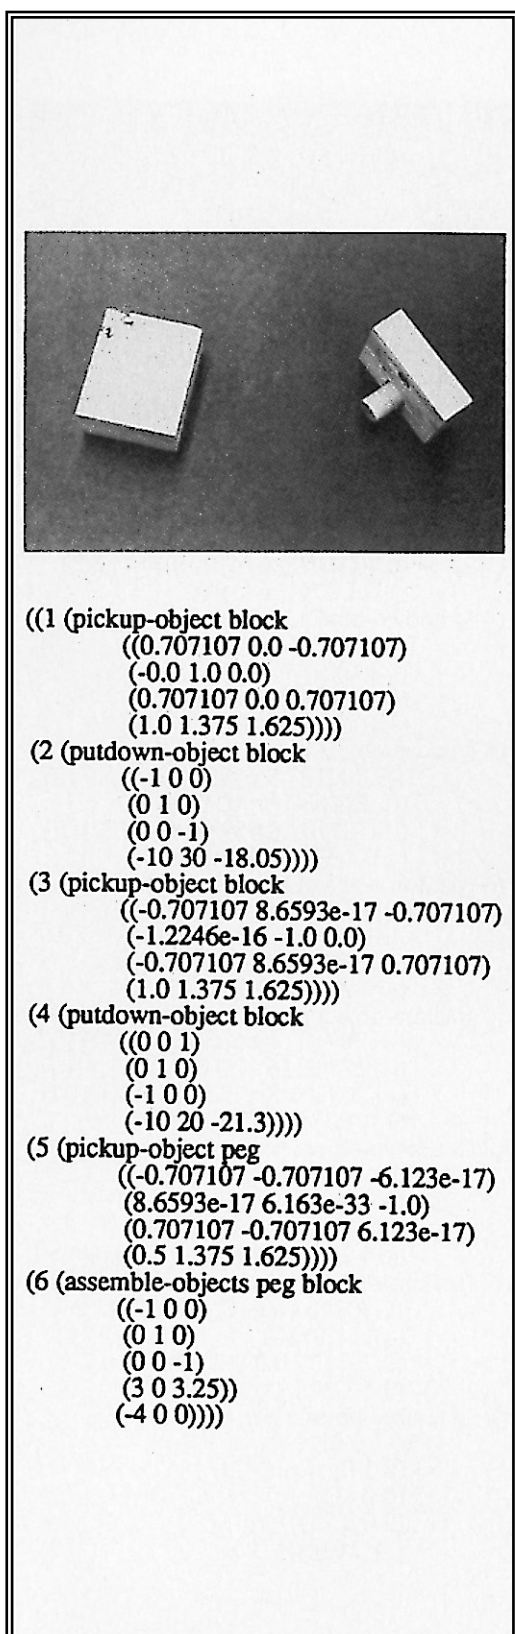 ((1 (pickup-object block
((0.707107 0.0 -0.707107)
(-0.0 1.0 0.0)
(0.707107 0.0 0.707107)
(1.0 1.375 1.625))))
(2 (putdown-object block
((-1 0 0)
(0 1 0)
(0 0 -1)
(-10 30 -18.05))))
(3 (pickup-object block
((-0.707107 8.6593e-17 -0.707107)
(-1.2246e-16 -1.0 0.0)
(-0.707107 8.6593e-17 0.707107)
(1.0 1.375 1.625))))
(4 (putdown-object block
((0 0 1)
(0 1 0)
(-1 0 0)
(-10 20 -21.3))))
(5 (pickup-object peg
((-0.707107 -0.707107 -6.123e-17)
(8.6593e-17 6.163e-33 -1.0)
(0.707107 -0.707107 6.123e-17)
(0.5 1.375 1.625))))
(6 (assemble-objects peg block
((-1 0 0)
(0 1 0)
(0 0 -1)
(3 0 3.25))
(-4 0 0))))